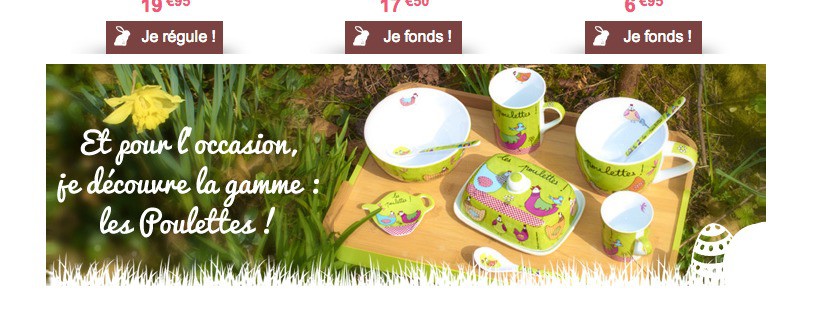 19 €95 17 €50 6 €95
Je régule ! Je fonds ! Je fonds !
Et pour l'occasion,
je découvre la gamme :
les Poulettes !
Poulettes !
les poulettes !
Poulettes !
les
Poulettes